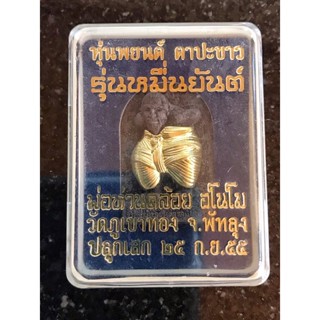 หุ่นพยนต์ ตาปะขาว
รุ่นหมื่นยันต์
พ่อท่านคล้อย อโนโม
วัดภูเขาทอง จ.พัทลุง
ปลุกเสก ๒๕ ก.ย.๕๕